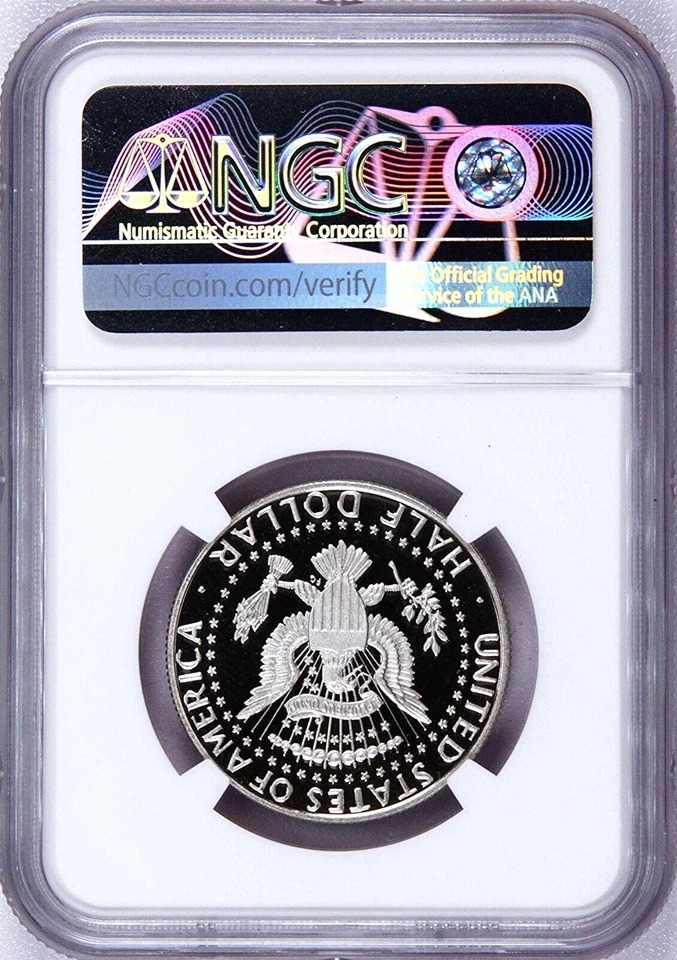 NGC
Numismatic Guaranty Corporation
NGCcoin.com/verify
The Official Grading
Service of the ANA
HALF DOLLAR
FG
UNITED STATES OF AMERICA